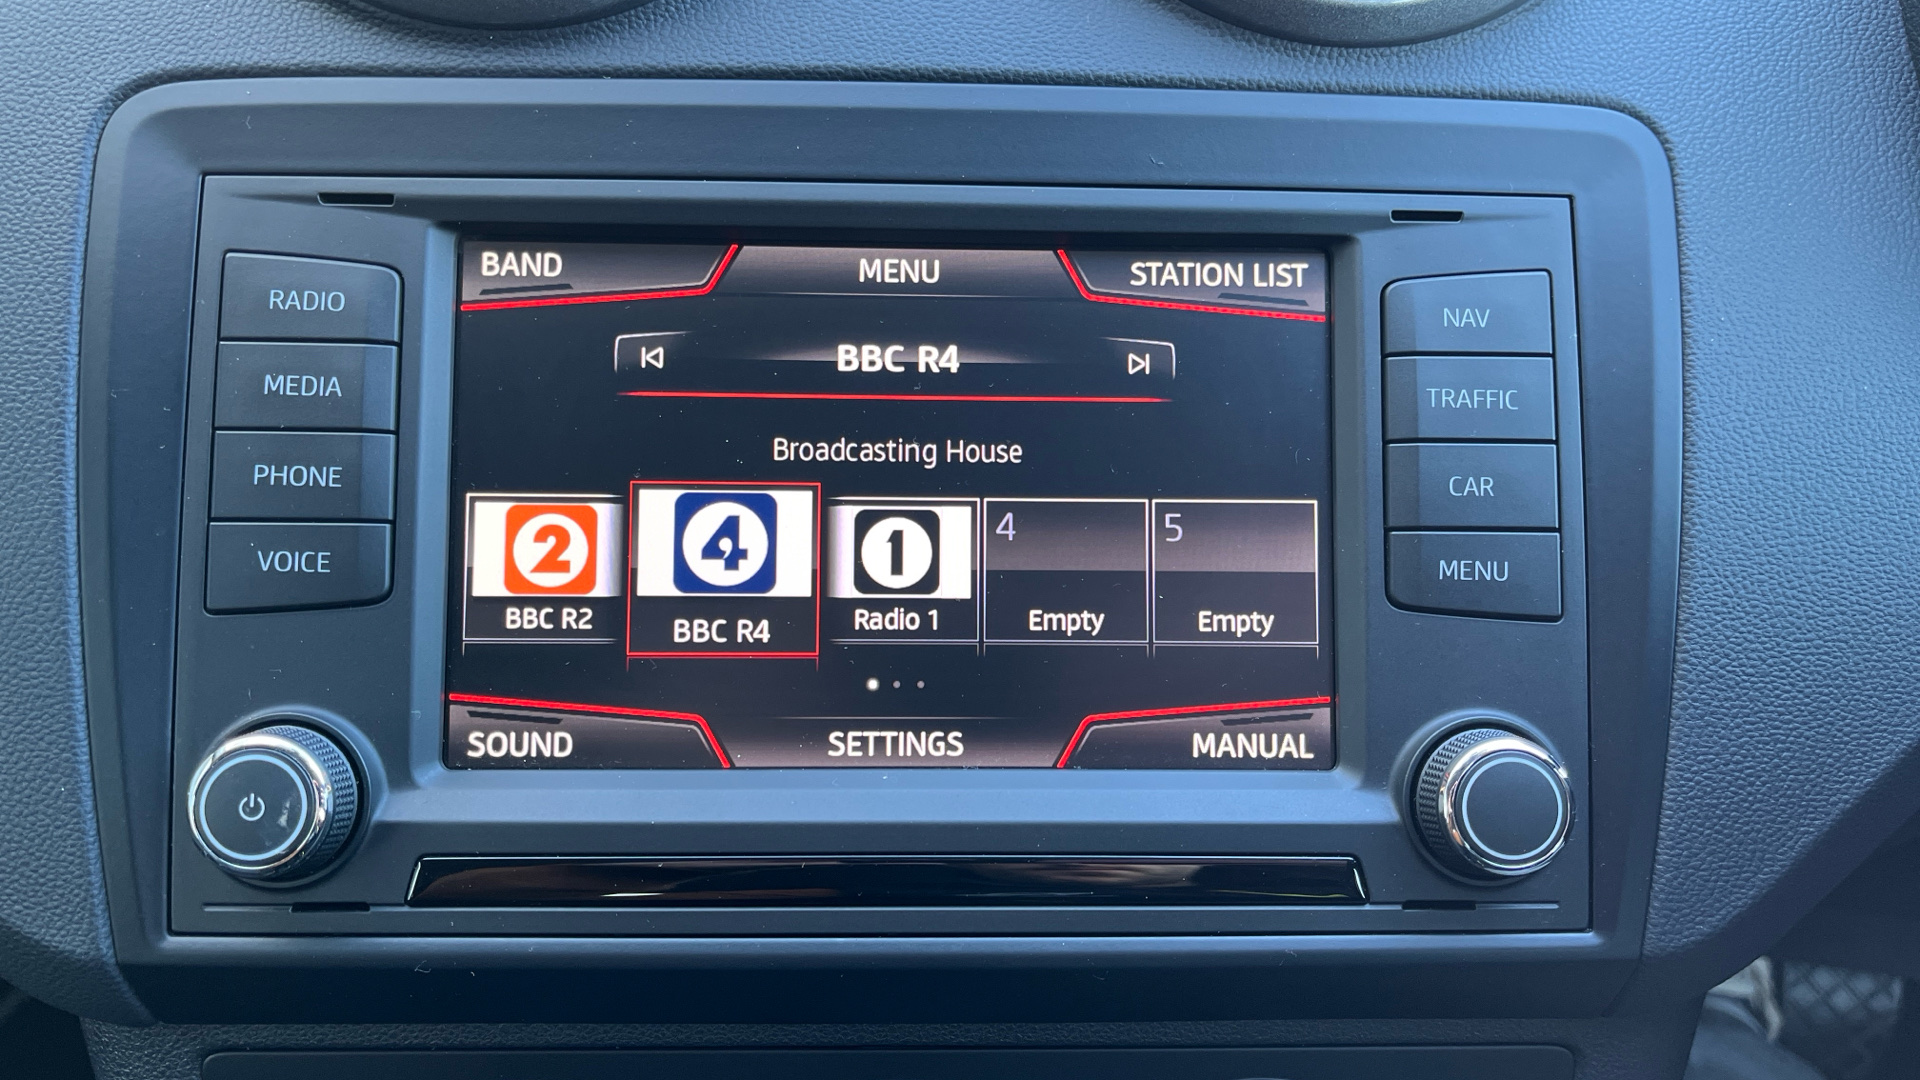 BAND
MENU
STATION LIST
RADIO
MEDIA
PHONE
VOICE
BBC R4
Broadcasting House
2
BBC R2
4
BBC R4
1
Radio 1
4
Empty
5
Empty
SOUND
SETTINGS
MANUAL
NAV
TRAFFIC
CAR
MENU